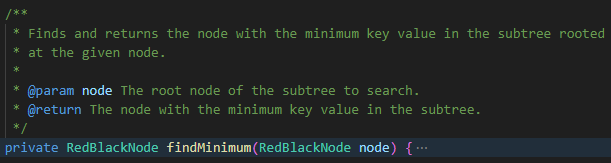 /**
 * Finds and returns the node with the minimum key value in the subtree rooted
 * at the given node.
 *
 * @param node The root node of the subtree to search.
 * @return The node with the minimum key value in the subtree.
 */
private RedBlackNode findMinimum(RedBlackNode node) {···